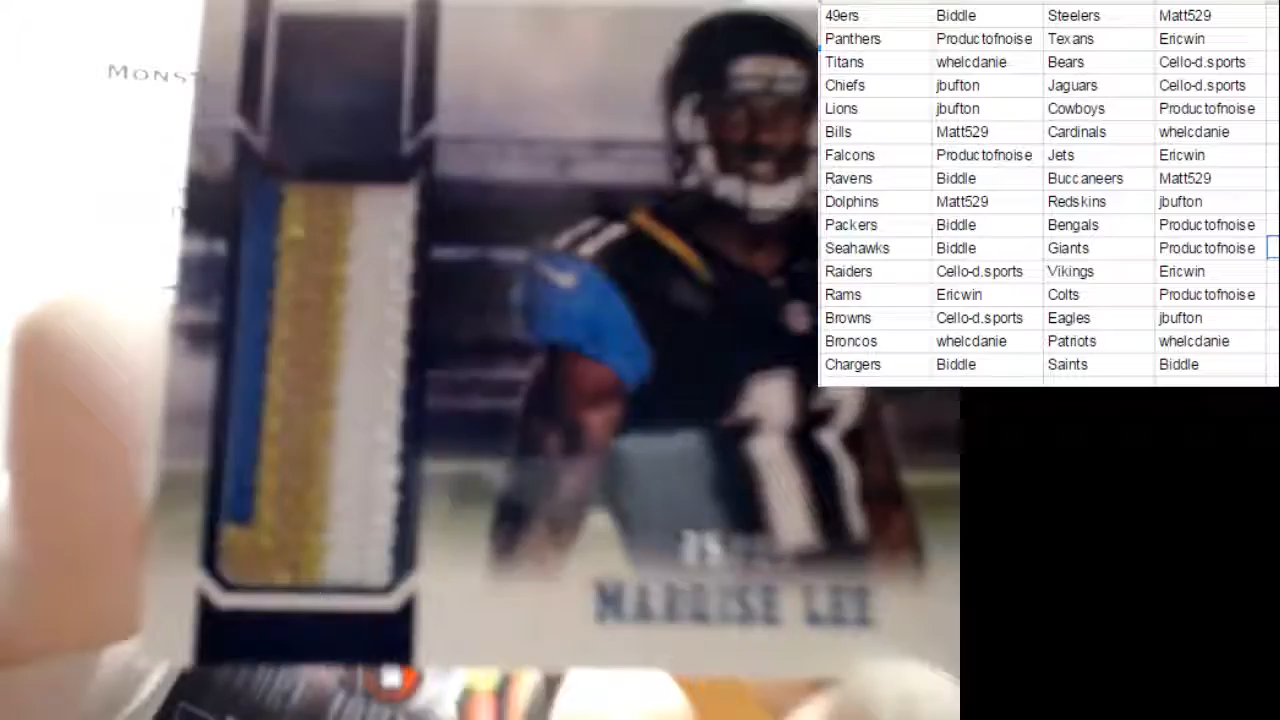 MONS
49ers Biddle Steelers Matt529
Panthers Productofnoise Texans Ericwin
Titans whelcdanie Bears Cello-d.sports
Chiefs jbufton Jaguars Cello-d.sports
Lions jbufton Cowboys Productofnoise
Bills Matt529 Cardinals whelcdanie
Falcons Productofnoise Jets Ericwin
Ravens Biddle Buccaneers Matt529
Dolphins Matt529 Redskins jbufton
Packers Biddle Bengals Productofnoise
Seahawks Biddle Giants Productofnoise
Raiders Cello-d.sports Vikings Ericwin
Rams Ericwin Colts Productofnoise
Browns Cello-d.sports Eagles jbufton
Broncos whelcdanie Patriots whelcdanie
Chargers Biddle Saints Biddle
MARQISE LEE